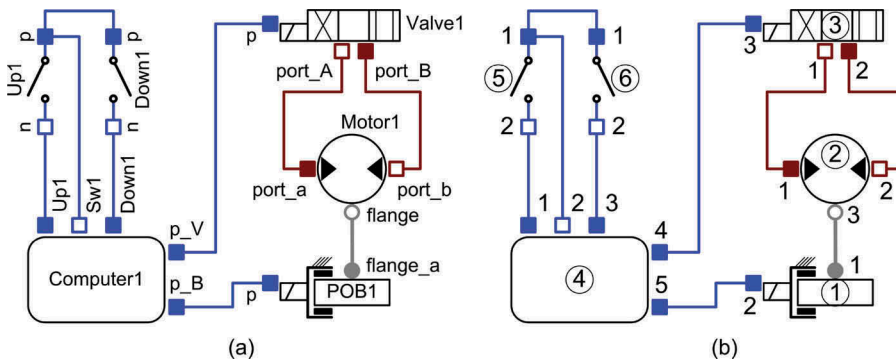 p
p
p
Valve1
Up1
Down1
port_A
port_B
n
n
Motor1
Up1
Sw1
Down1
port_a
port_b
p_V
flange
Computer1
flange_a
p_B
p
POB1
(a)
1
1
3
③
⑤
⑥
1
2
2
2
②
1
2
1
2
3
4
3
④
1
5
2
①
(b)